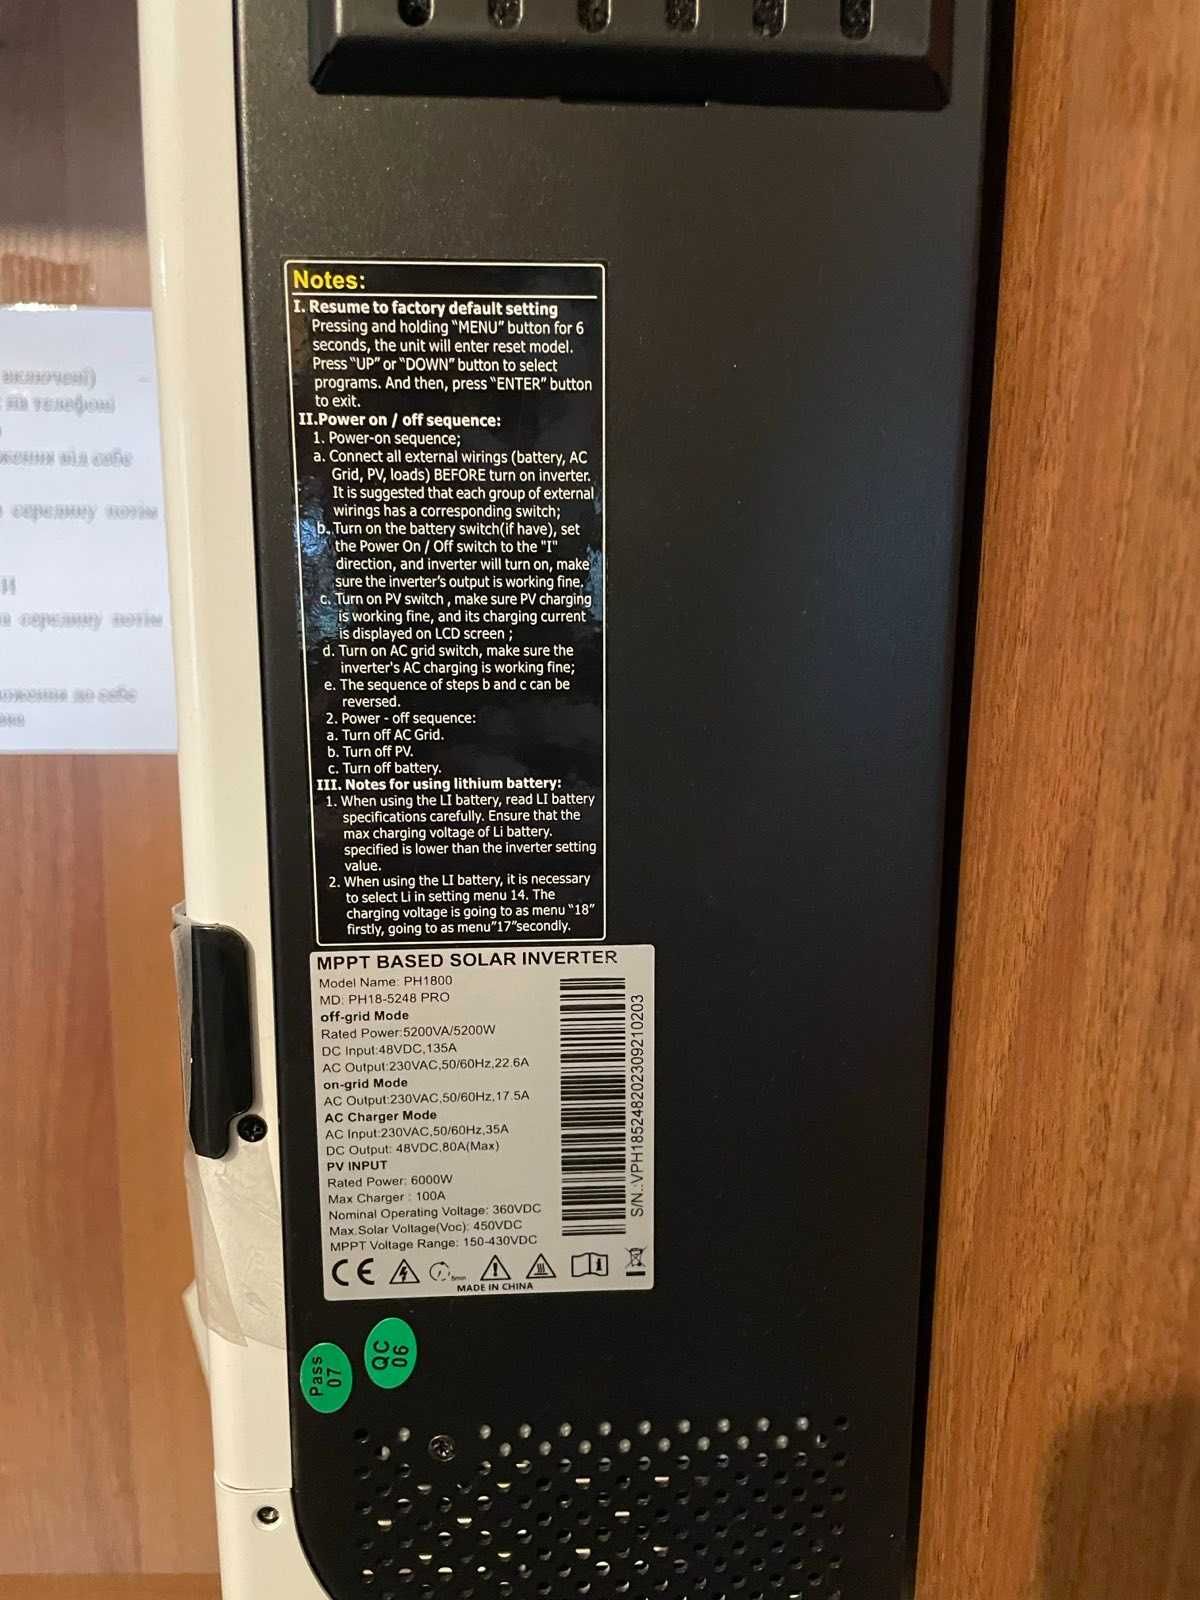 включені)
на телефоні
середину потім
середину потім
до себе
Notes:
I. Resume to factory default setting
Pressing and holding "MENU" button for 6
seconds, the unit will enter reset model.
Press "UP" or "DOWN" button to select
programs. And then, press "ENTER" button
to exit.
II.Power on / off sequence:
1. Power-on sequence;
a. Connect all external wirings (battery, AC
Grid, PV, loads) BEFORE turn on inverter.
It is suggested that each group of external
wirings has a corresponding switch;
b. Turn on the battery switch(if have), set
the Power On / Off switch to the "I"
direction, and inverter will turn on, make
sure the inverter's output is working fine.
c. Turn on PV switch , make sure PV charging
is working fine, and its charging current
is displayed on LCD screen ;
d. Turn on AC grid switch, make sure the
inverter's AC charging is working fine;
e. The sequence of steps b and c can be
reversed.
2. Power - off sequence:
a. Turn off AC Grid.
b. Turn off PV.
c. Turn off battery.
III. Notes for using lithium battery:
1. When using the LI battery, read LI battery
specifications carefully. Ensure that the
max charging voltage of Li battery.
specified is lower than the inverter setting
value.
2. When using the LI battery, it is necessary
to select Li in setting menu 14. The
charging voltage is going to as menu "18"
firstly, going to as menu"17"secondly.
MPPT BASED SOLAR INVERTER
Model Name: PH1800
MD: PH18-5248 PRO
off-grid Mode
Rated Power:5200VA/5200W
DC Input:48VDC,135A
AC Output:230VAC,50/60Hz,22.6A
on-grid Mode
AC Output:230VAC,50/60Hz,17.5A
AC Charger Mode
AC Input:230VAC,50/60Hz,35A
DC Output: 48VDC,80A(Max)
PV INPUT
Rated Power: 6000W
Max Charger : 100A
Nominal Operating Voltage: 360VDC
Max.Solar Voltage(Voc): 450VDC
MPPT Voltage Range: 150-430VDC
CE
5min
MADE IN CHINA
S/N.:VPH185248202309210203
QC
06
Pass
07